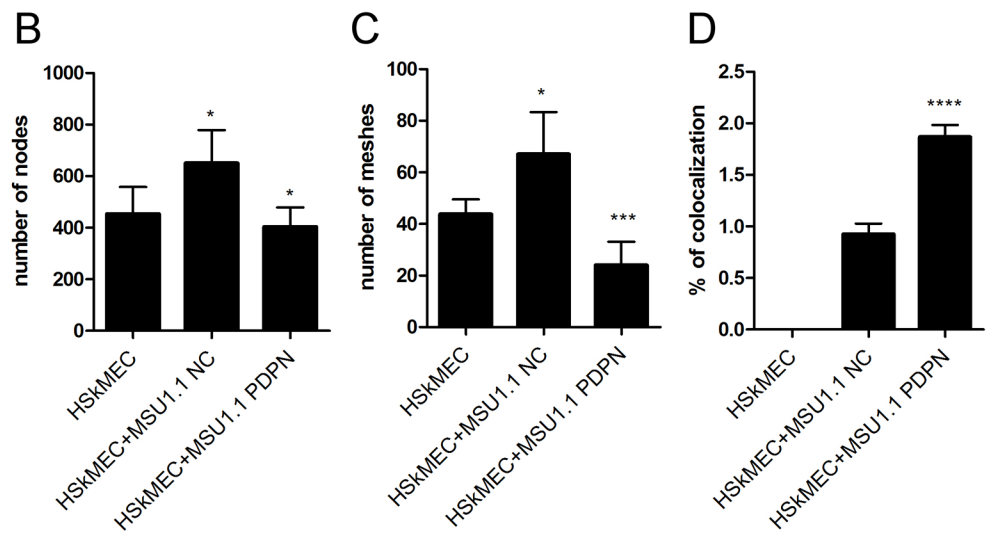 B
number of nodes
1000
800
600
400
200
0
*
*
HSkMEC
HSkMEC+MSU1.1 NC
HSkMEC+MSU1.1 PDPN
C
number of meshes
100
80
60
40
20
0
*
***
HSkMEC
HSkMEC+MSU1.1 NC
HSkMEC+MSU1.1 PDPN
D
% of colocalization
2.5
2.0
1.5
1.0
0.5
0.0
****
HSkMEC
HSkMEC+MSU1.1 NC
HSkMEC+MSU1.1 PDPN